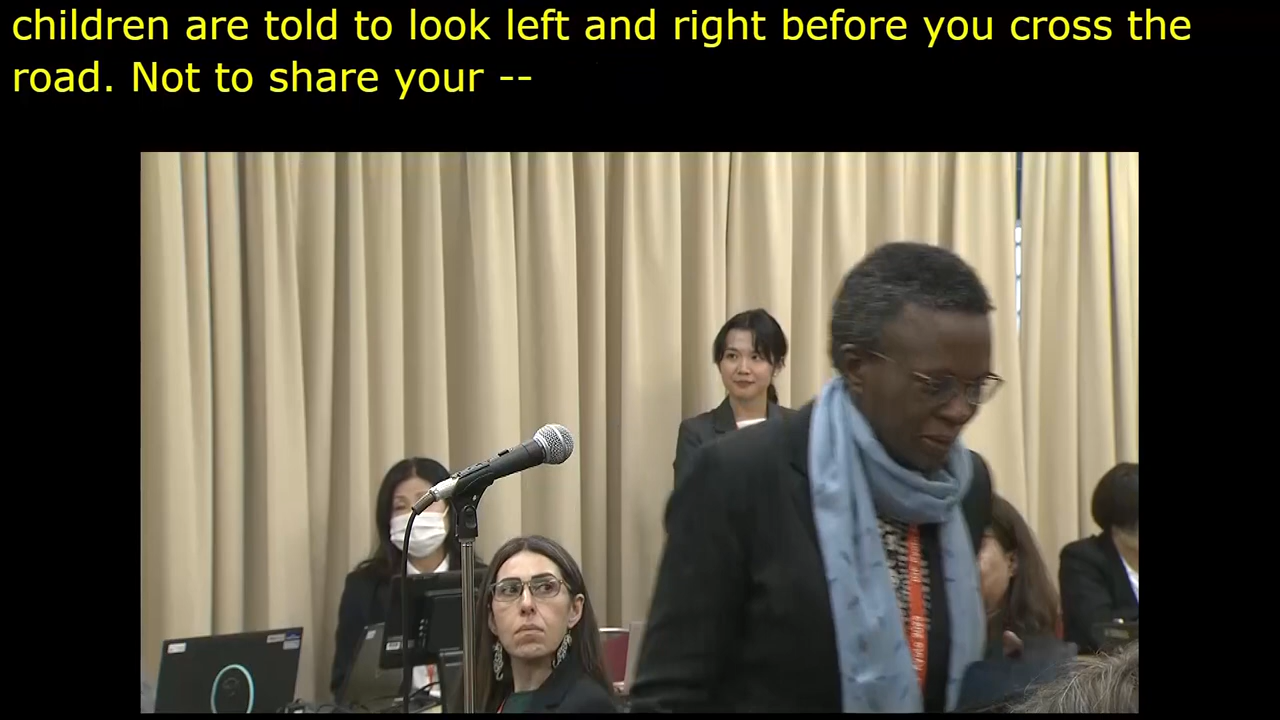 children are told to look left and right before you cross the
road. Not to share your --